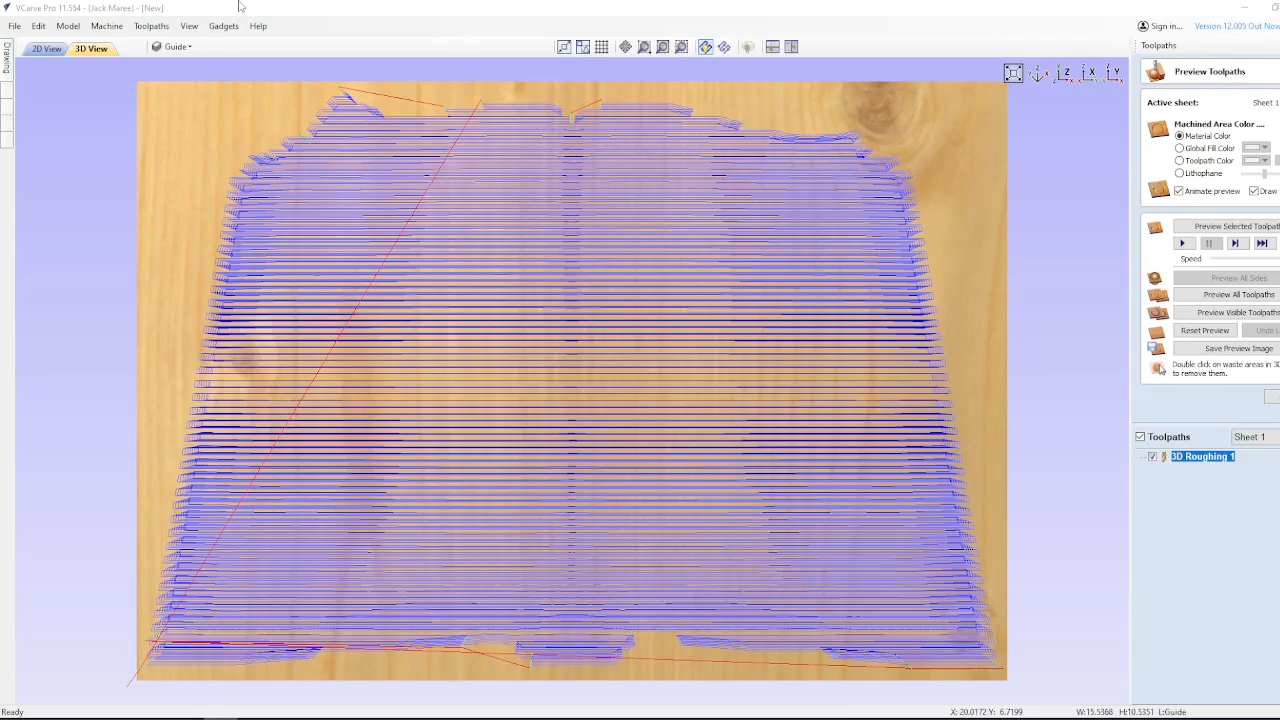 VCarve Pro 11.554 - {Jack Maree} - [New]
File Edit Model Machine Toolpaths View Gadgets Help
Sign in... Version 12.005 Out Now
2D View 3D View Guide
Toolpaths
Drawing
Z X Y
Preview Toolpaths
Active sheet: Sheet 1
Machined Area Color ....
Material Color
Global Fill Color
Toolpath Color
Lithophane
Animate preview Draw
Preview Selected Toolpath
Speed
Preview All Sides
Preview All Toolpaths
Preview Visible Toolpaths
Reset Preview Undo L
Save Preview Image
Double click on waste areas in 3D
to remove them.
Toolpaths Sheet 1
3D Roughing 1
Ready X: 20.0172 Y: 6.7199 W:15.5368 H:10.5351 L:Guide